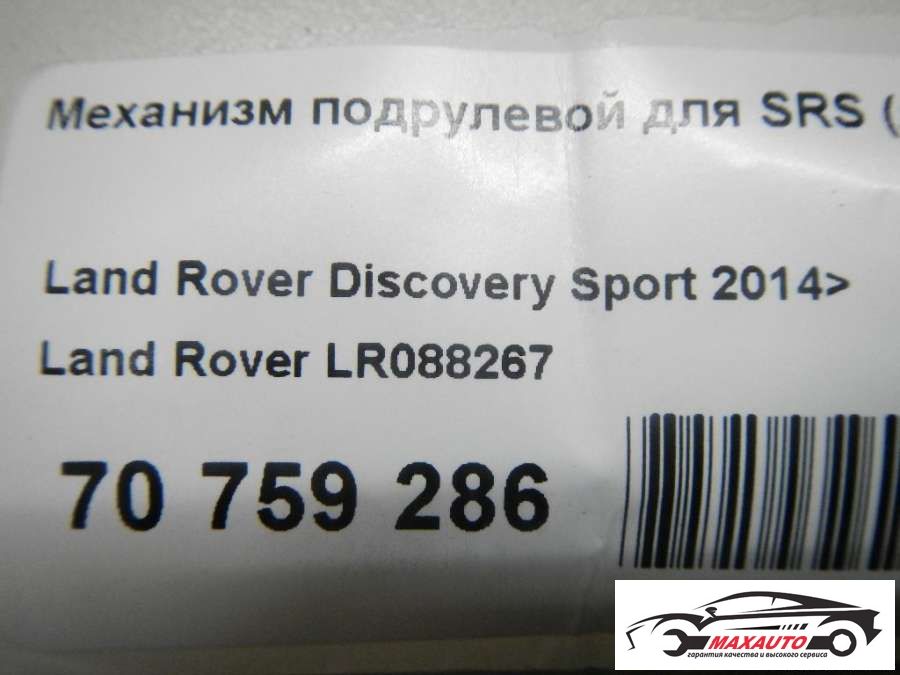 Механизм подрулевой для SRS (
Land Rover Discovery Sport 2014>
Land Rover LR088267
70 759 286
MAXAUTO
гарантия качества и высокого сервиса